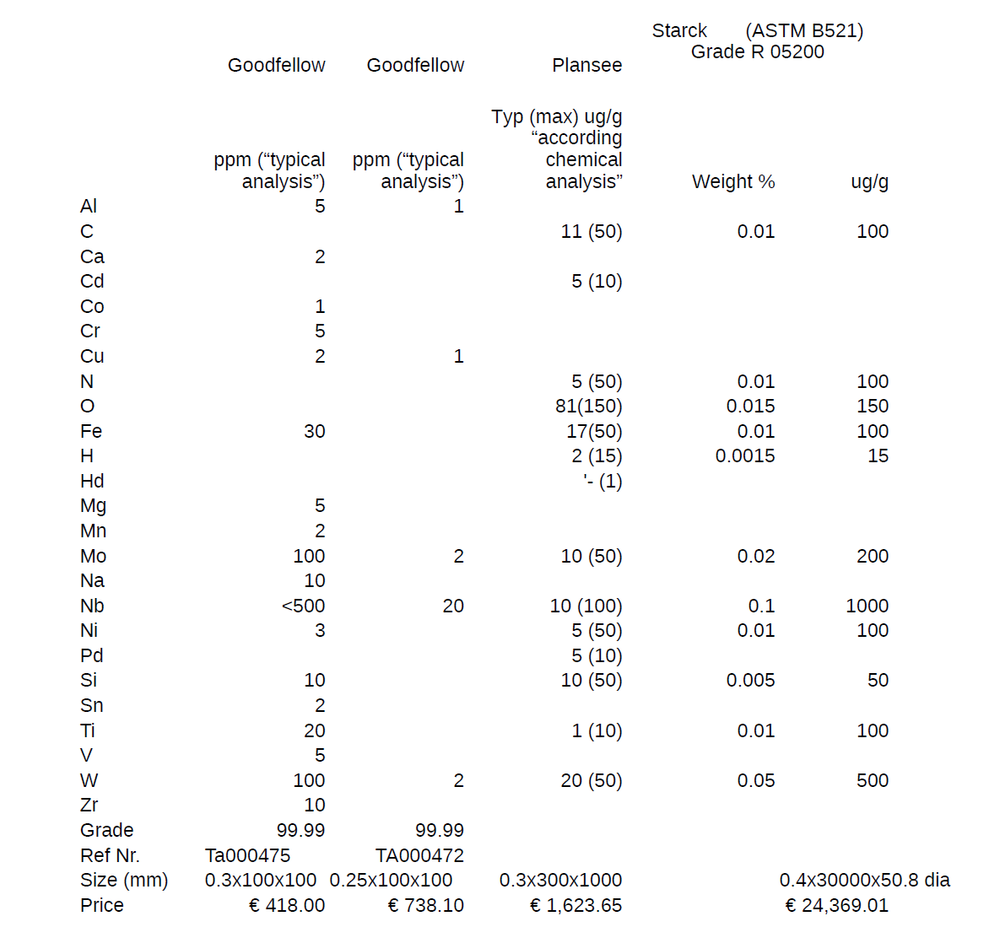 Starck (ASTM B521)
Grade R 05200
Goodfellow Goodfellow Plansee
Typ (max) ug/g
“according
ppm (“typical ppm (“typical chemical
analysis”) analysis”) analysis” Weight % ug/g
Al 5 1
C 11 (50) 0.01 100
Ca 2
Cd 5 (10)
Co 1
Cr 5
Cu 2 1
N 5 (50) 0.01 100
O 81(150) 0.015 150
Fe 30 17(50) 0.01 100
H 2 (15) 0.0015 15
Hd '- (1)
Mg 5
Mn 2
Mo 100 2 10 (50) 0.02 200
Na 10
Nb <500 20 10 (100) 0.1 1000
Ni 3 5 (50) 0.01 100
Pd 5 (10)
Si 10 10 (50) 0.005 50
Sn 2
Ti 20 1 (10) 0.01 100
V 5
W 100 2 20 (50) 0.05 500
Zr 10
Grade 99.99 99.99
Ref Nr. Ta000475 TA000472
Size (mm) 0.3x100x100 0.25x100x100 0.3x300x1000 0.4x30000x50.8 dia
Price € 418.00 € 738.10 € 1,623.65 € 24,369.01